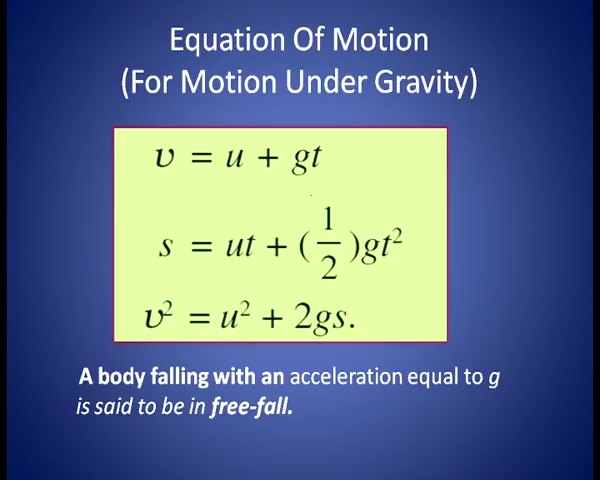 Equation Of Motion
(For Motion Under Gravity)
υ = u + gt
s = ut + (1/2)gt²
υ² = u² + 2gs.
A body falling with an acceleration equal to g
is said to be in free-fall.